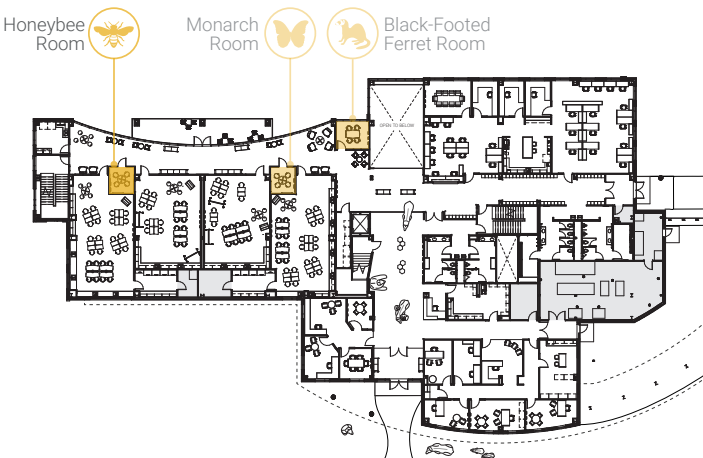 Honeybee
Room
Monarch
Room
Black-Footed
Ferret Room
OPEN TO BELOW